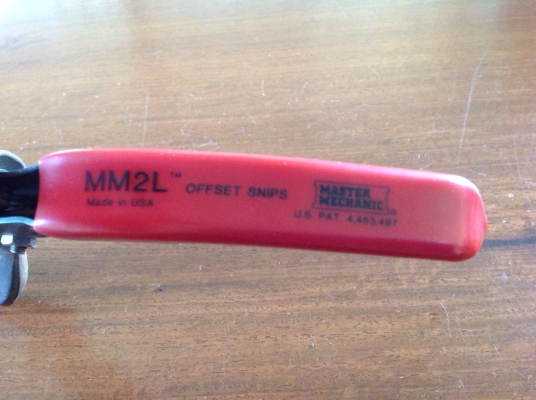 MM2L™ OFFSET SNIPS
Made in USA
MASTER
MECHANIC®
U.S. PAT 4,463,497